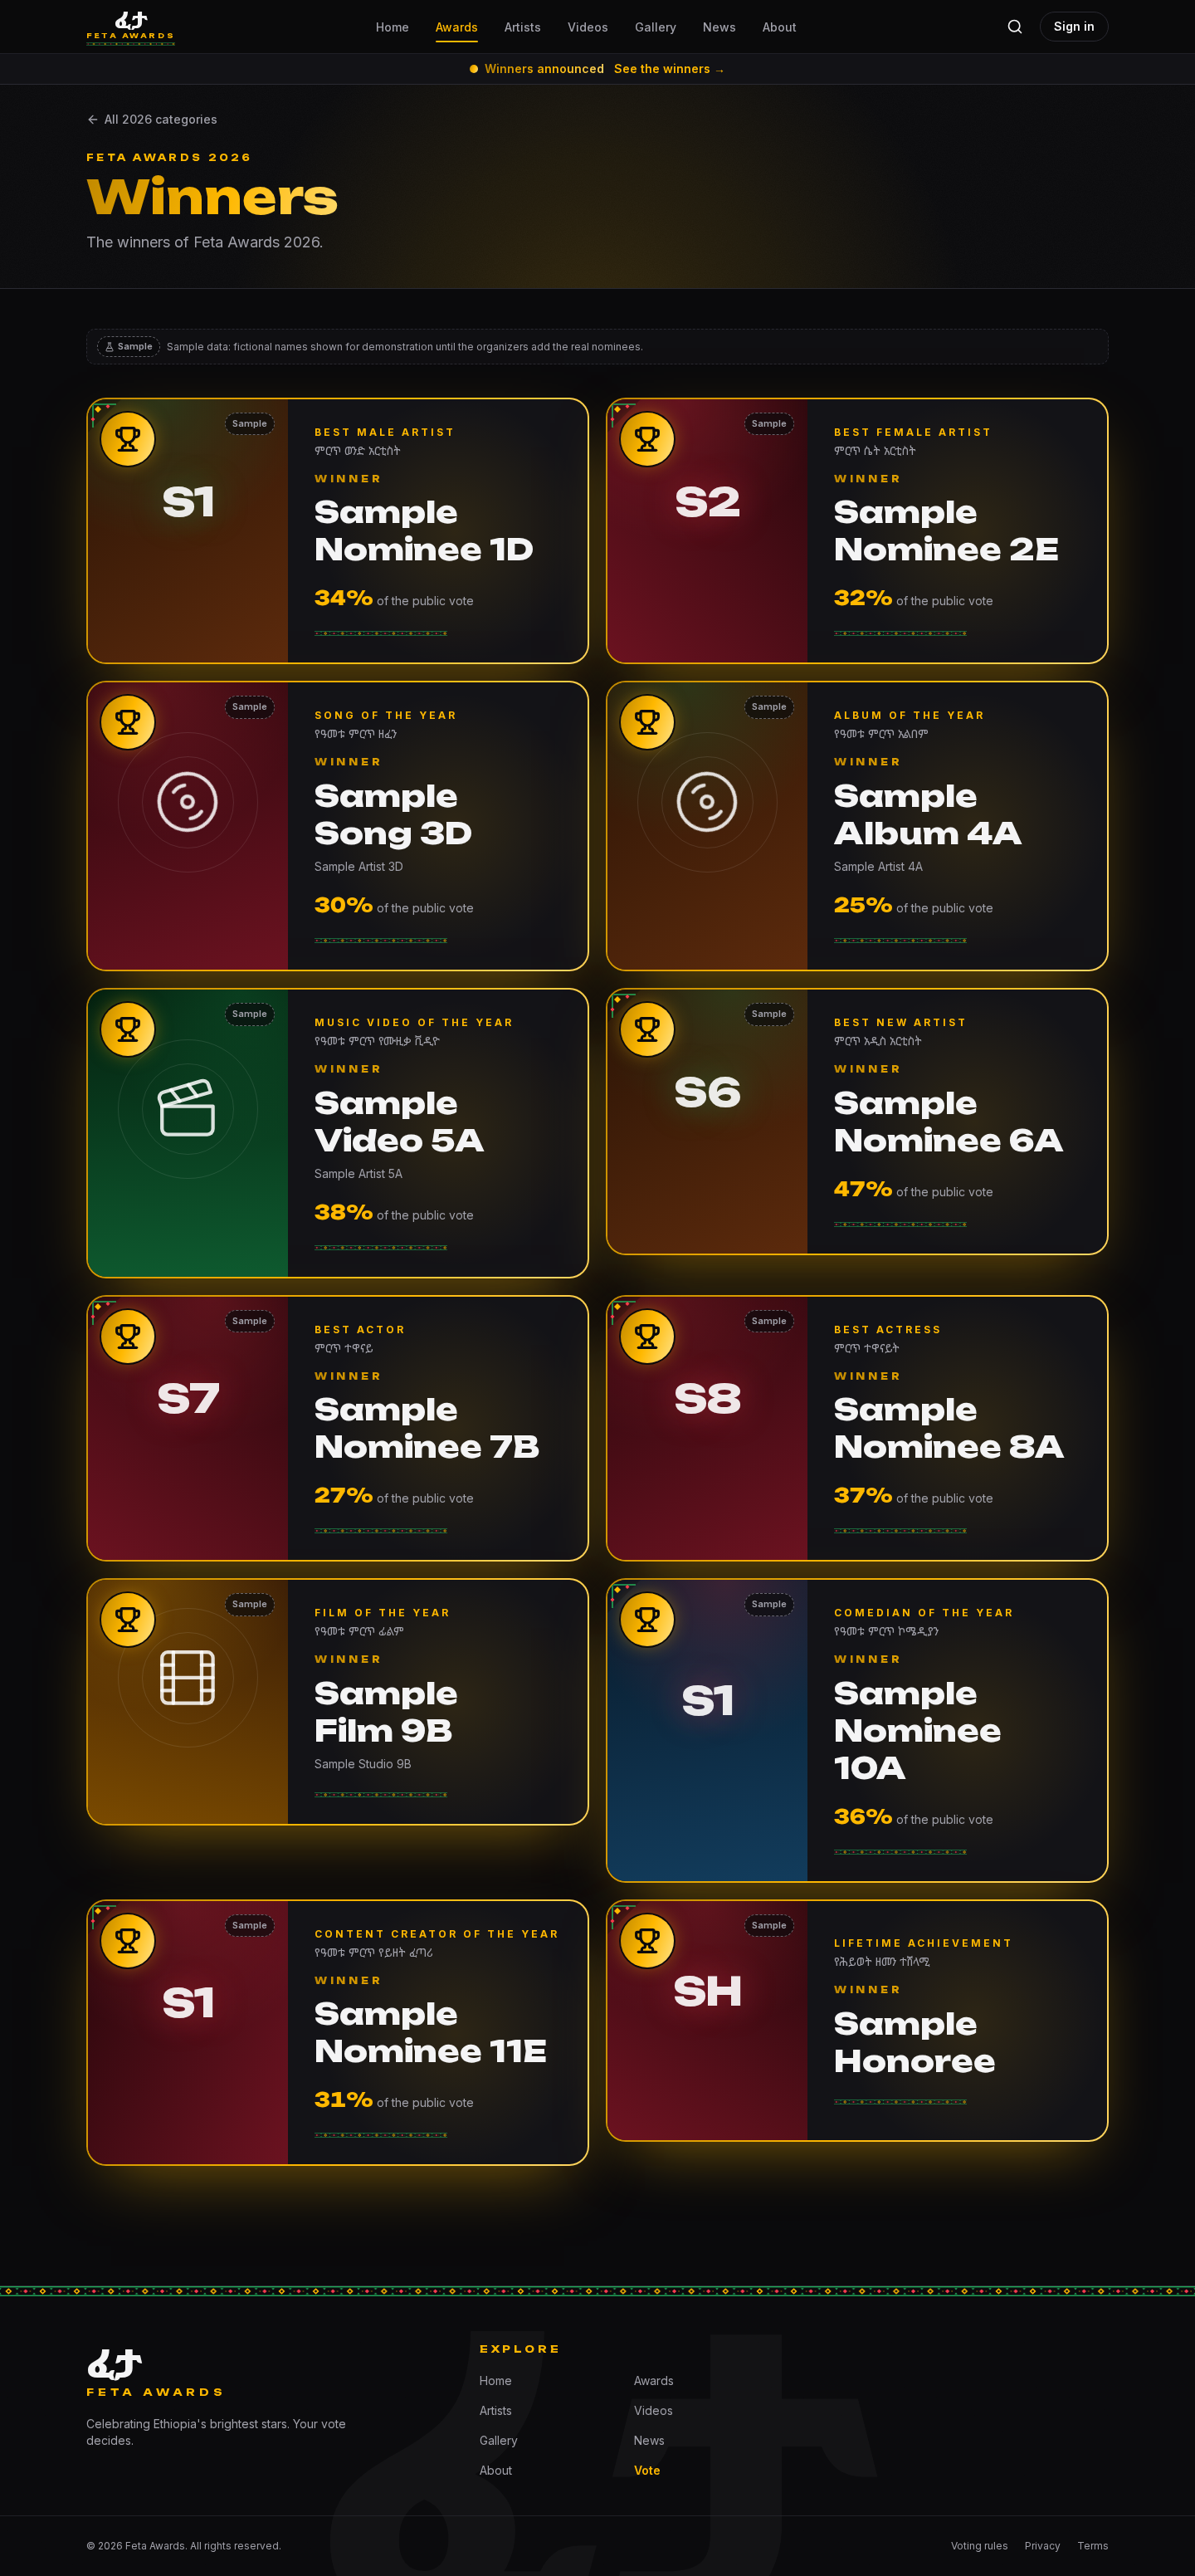 ፈታ
FETA AWARDS
Home
Awards
Artists
Videos
Gallery
News
About
Sign in
Winners announced See the winners →
← All 2026 categories
FETA AWARDS 2026
Winners
The winners of Feta Awards 2026.
Sample
Sample data: fictional names shown for demonstration until the organizers add the real nominees.
Sample
S1
BEST MALE ARTIST
ምርጥ ወንድ አርቲስት
WINNER
Sample
Nominee 1D
34% of the public vote
Sample
S2
BEST FEMALE ARTIST
ምርጥ ሴት አርቲስት
WINNER
Sample
Nominee 2E
32% of the public vote
Sample
SONG OF THE YEAR
የዓመቱ ምርጥ ዘፈን
WINNER
Sample
Song 3D
Sample Artist 3D
30% of the public vote
Sample
ALBUM OF THE YEAR
የዓመቱ ምርጥ አልበም
WINNER
Sample
Album 4A
Sample Artist 4A
25% of the public vote
Sample
MUSIC VIDEO OF THE YEAR
የዓመቱ ምርጥ የሙዚቃ ቪዲዮ
WINNER
Sample
Video 5A
Sample Artist 5A
38% of the public vote
Sample
S6
BEST NEW ARTIST
ምርጥ አዲስ አርቲስት
WINNER
Sample
Nominee 6A
47% of the public vote
Sample
S7
BEST ACTOR
ምርጥ ተዋናይ
WINNER
Sample
Nominee 7B
27% of the public vote
Sample
S8
BEST ACTRESS
ምርጥ ተዋናይት
WINNER
Sample
Nominee 8A
37% of the public vote
Sample
FILM OF THE YEAR
የዓመቱ ምርጥ ፊልም
WINNER
Sample
Film 9B
Sample Studio 9B
Sample
S1
COMEDIAN OF THE YEAR
የዓመቱ ምርጥ ኮሜዲያን
WINNER
Sample
Nominee
10A
36% of the public vote
Sample
S1
CONTENT CREATOR OF THE YEAR
የዓመቱ ምርጥ የይዘት ፈጣሪ
WINNER
Sample
Nominee 11E
31% of the public vote
Sample
SH
LIFETIME ACHIEVEMENT
የሕይወት ዘመን ተሸላሚ
WINNER
Sample
Honoree
ፈታ
FETA AWARDS
Celebrating Ethiopia's brightest stars. Your vote
decides.
EXPLORE
Home
Awards
Artists
Videos
Gallery
News
About
Vote
ፈታ
© 2026 Feta Awards. All rights reserved.
Voting rules
Privacy
Terms